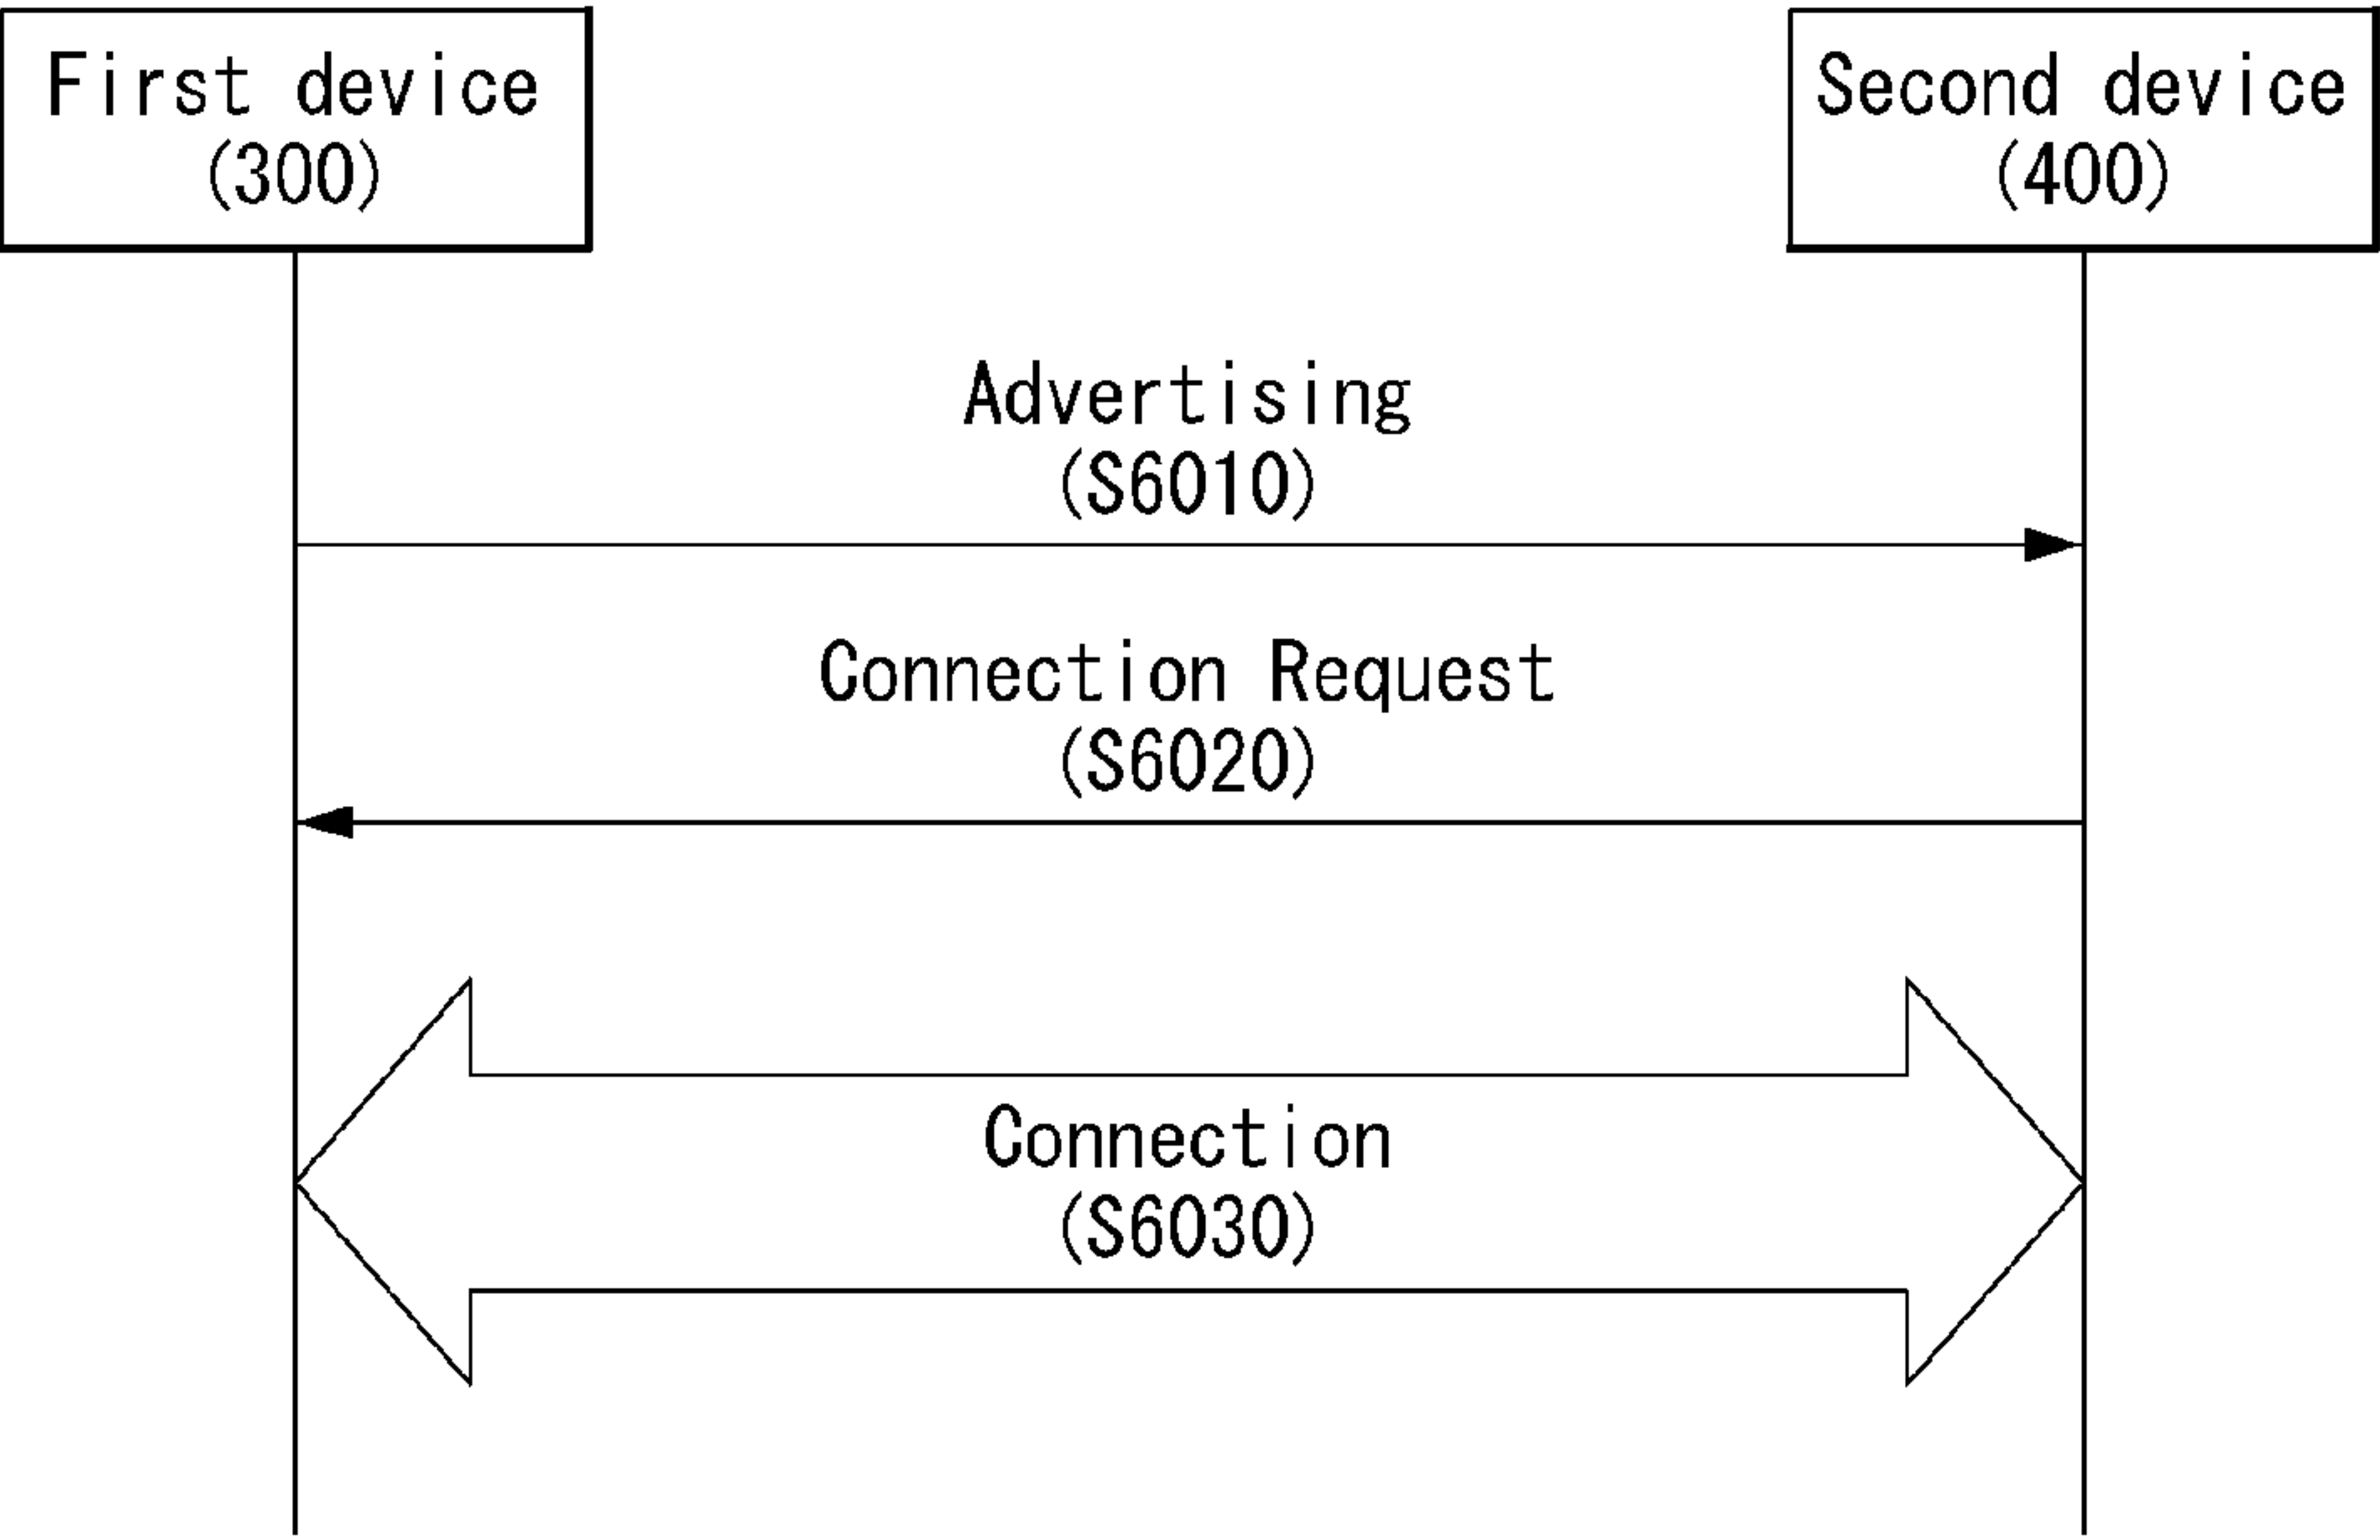 First device
(300)
Second device
(400)
Advertising
(S6010)
Connection Request
(S6020)
Connection
(S6030)